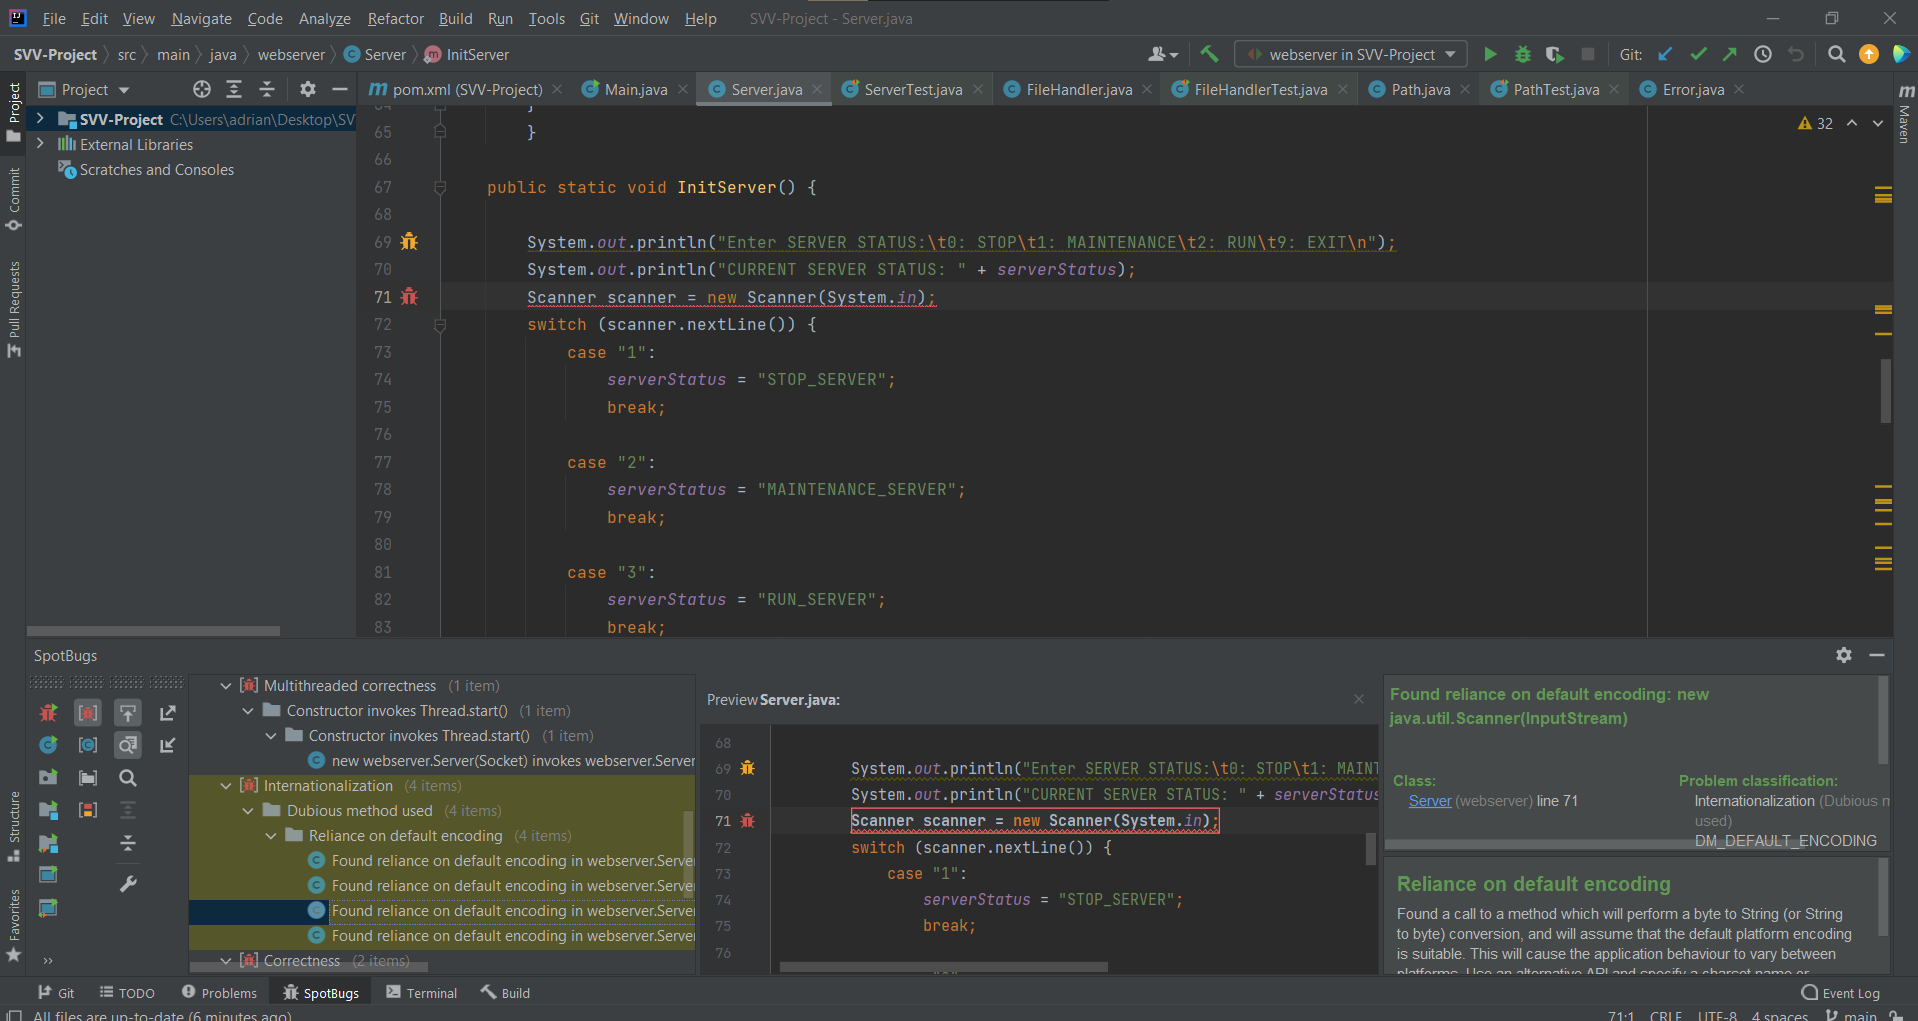 File Edit View Navigate Code Analyze Refactor Build Run Tools Git Window Help SVV-Project - Server.java
SVV-Project src main java webserver Server InitServer
webserver in SVV-Project Git:
Project
pom.xml (SVV-Project) Main.java Server.java ServerTest.java FileHandler.java FileHandlerTest.java Path.java PathTest.java Error.java
SVV-Project C:\Users\adrian\Desktop\SV
External Libraries
Scratches and Consoles
Project
Commit
Pull Requests
Structure
Favorites
Maven
32
64 }
65 }
66
67 public static void InitServer() {
68
69 System.out.println("Enter SERVER STATUS:\t0: STOP\t1: MAINTENANCE\t2: RUN\t9: EXIT\n");
70 System.out.println("CURRENT SERVER STATUS: " + serverStatus);
71 Scanner scanner = new Scanner(System.in);
72 switch (scanner.nextLine()) {
73 case "1":
74 serverStatus = "STOP_SERVER";
75 break;
76
77 case "2":
78 serverStatus = "MAINTENANCE_SERVER";
79 break;
80
81 case "3":
82 serverStatus = "RUN_SERVER";
83 break;
SpotBugs
Multithreaded correctness (1 item)
Constructor invokes Thread.start() (1 item)
Constructor invokes Thread.start() (1 item)
new webserver.Server(Socket) invokes webserver.Server
Internationalization (4 items)
Dubious method used (4 items)
Reliance on default encoding (4 items)
Found reliance on default encoding in webserver.Server
Found reliance on default encoding in webserver.Server
Found reliance on default encoding in webserver.Server
Found reliance on default encoding in webserver.Server
Correctness (2 items)
Preview Server.java:
68
69 System.out.println("Enter SERVER STATUS:\t0: STOP\t1: MAINT
70 System.out.println("CURRENT SERVER STATUS: " + serverStatus
71 Scanner scanner = new Scanner(System.in);
72 switch (scanner.nextLine()) {
73 case "1":
74 serverStatus = "STOP_SERVER";
75 break;
76
Found reliance on default encoding: new
java.util.Scanner(InputStream)
Class:
Server (webserver) line 71
Problem classification:
Internationalization (Dubious m
used)
DM_DEFAULT_ENCODING
Reliance on default encoding
Found a call to a method which will perform a byte to String (or String
to byte) conversion, and will assume that the default platform encoding
is suitable. This will cause the application behaviour to vary between
platforms. Use an alternative API and specify a charset name or
Git TODO Problems SpotBugs Terminal Build Event Log
All files are up-to-date (6 minutes ago) 71:1 CRLF UTF-8 4 spaces main